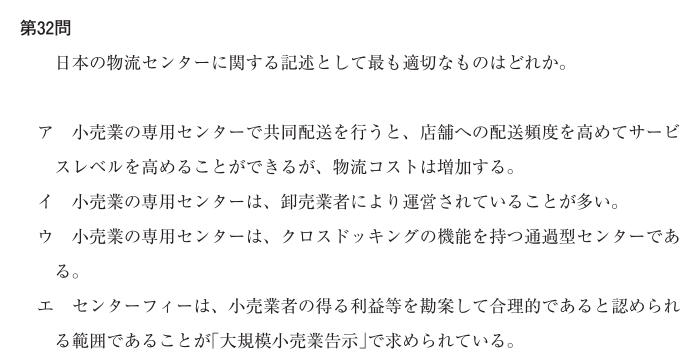 第32問
日本の物流センターに関する記述として最も適切なものはどれか。
ア　小売業の専用センターで共同配送を行うと、店舗への配送頻度を高めてサービ
スレベルを高めることができるが、物流コストは増加する。
イ　小売業の専用センターは、卸売業者により運営されていることが多い。
ウ　小売業の専用センターは、クロスドッキングの機能を持つ通過型センターであ
る。
エ　センターフィーは、小売業者の得る利益等を勘案して合理的であると認められ
る範囲であることが「大規模小売業告示」で求められている。